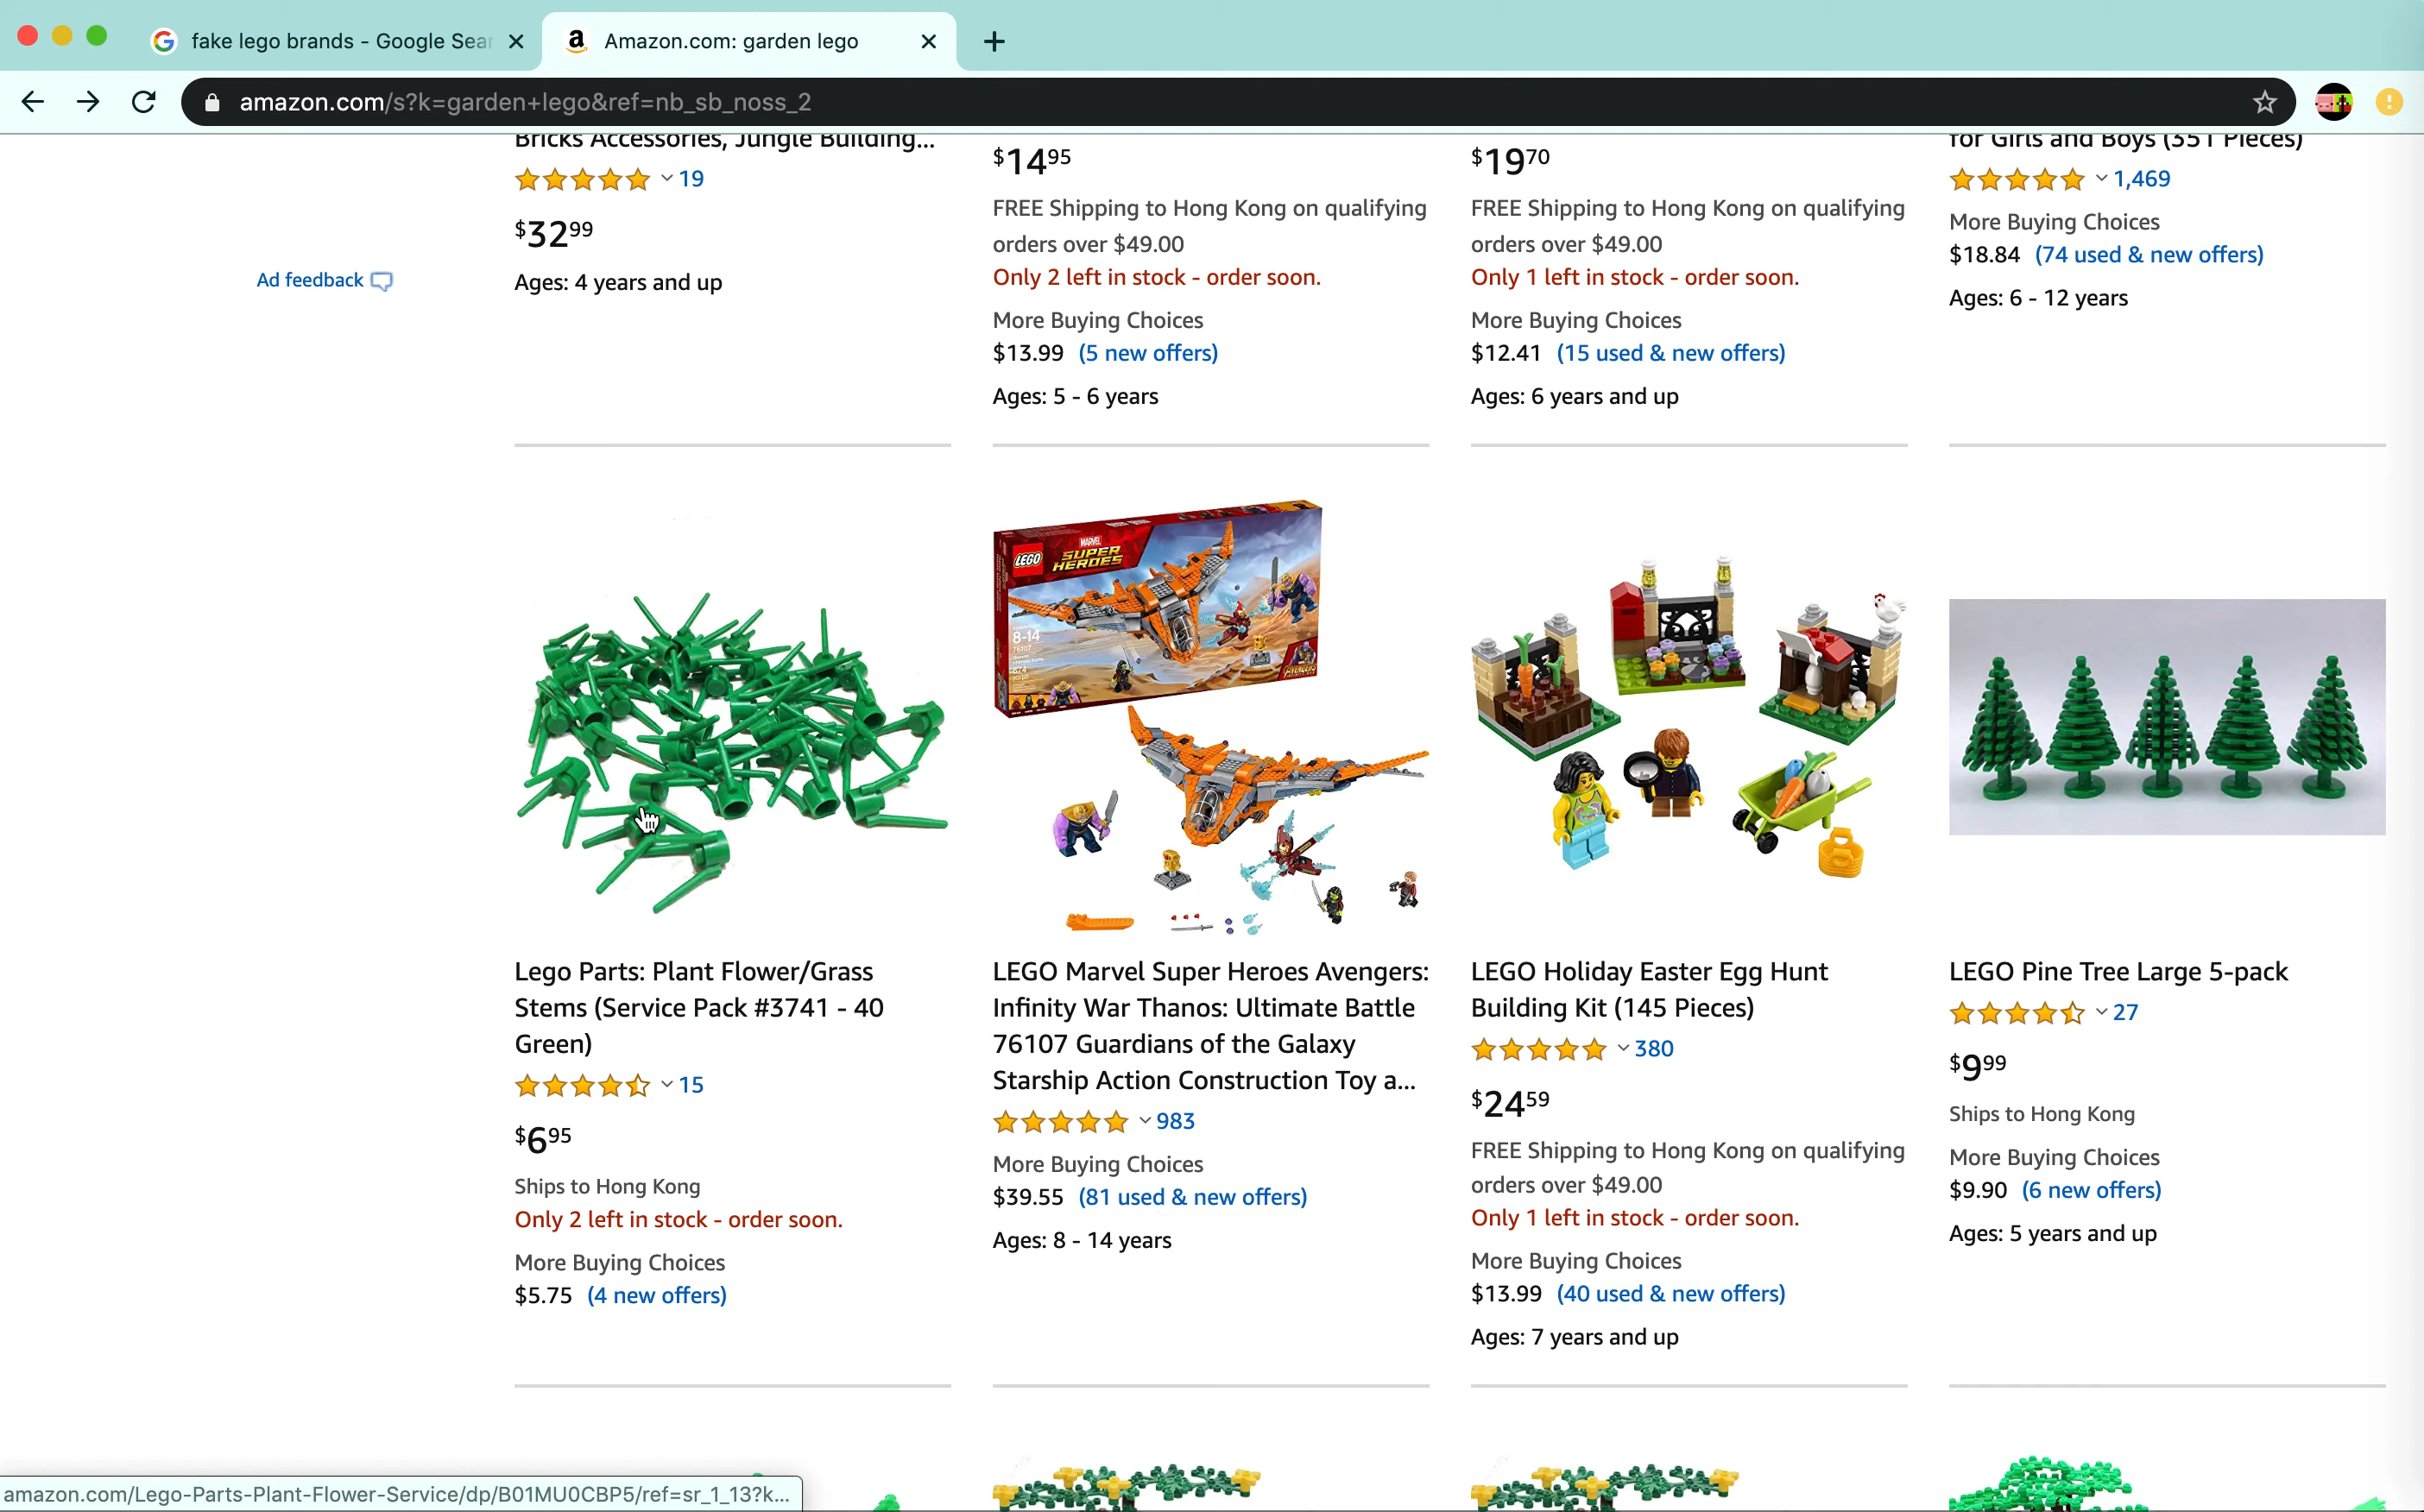 fake lego brands - Google Sear
Amazon.com: garden lego
amazon.com/s?k=garden+lego&ref=nb_sb_noss_2
Ad feedback
Bricks Accessories, Jungle Building...
19
$32.99
Ages: 4 years and up
$14.95
FREE Shipping to Hong Kong on qualifying
orders over $49.00
Only 2 left in stock - order soon.
More Buying Choices
$13.99 (5 new offers)
Ages: 5 - 6 years
$19.70
FREE Shipping to Hong Kong on qualifying
orders over $49.00
Only 1 left in stock - order soon.
More Buying Choices
$12.41 (15 used & new offers)
Ages: 6 years and up
for Girls and Boys (351 Pieces)
1,469
More Buying Choices
$18.84 (74 used & new offers)
Ages: 6 - 12 years
LEGO
MARVEL
SUPER
HEROES
8-14
76107
Lego Parts: Plant Flower/Grass
Stems (Service Pack #3741 - 40
Green)
15
$6.95
Ships to Hong Kong
Only 2 left in stock - order soon.
More Buying Choices
$5.75 (4 new offers)
LEGO Marvel Super Heroes Avengers:
Infinity War Thanos: Ultimate Battle
76107 Guardians of the Galaxy
Starship Action Construction Toy a...
983
More Buying Choices
$39.55 (81 used & new offers)
Ages: 8 - 14 years
LEGO Holiday Easter Egg Hunt
Building Kit (145 Pieces)
380
$24.59
FREE Shipping to Hong Kong on qualifying
orders over $49.00
Only 1 left in stock - order soon.
More Buying Choices
$13.99 (40 used & new offers)
Ages: 7 years and up
LEGO Pine Tree Large 5-pack
27
$9.99
Ships to Hong Kong
More Buying Choices
$9.90 (6 new offers)
Ages: 5 years and up
amazon.com/Lego-Parts-Plant-Flower-Service/dp/B01MU0CBP5/ref=sr_1_13?k...